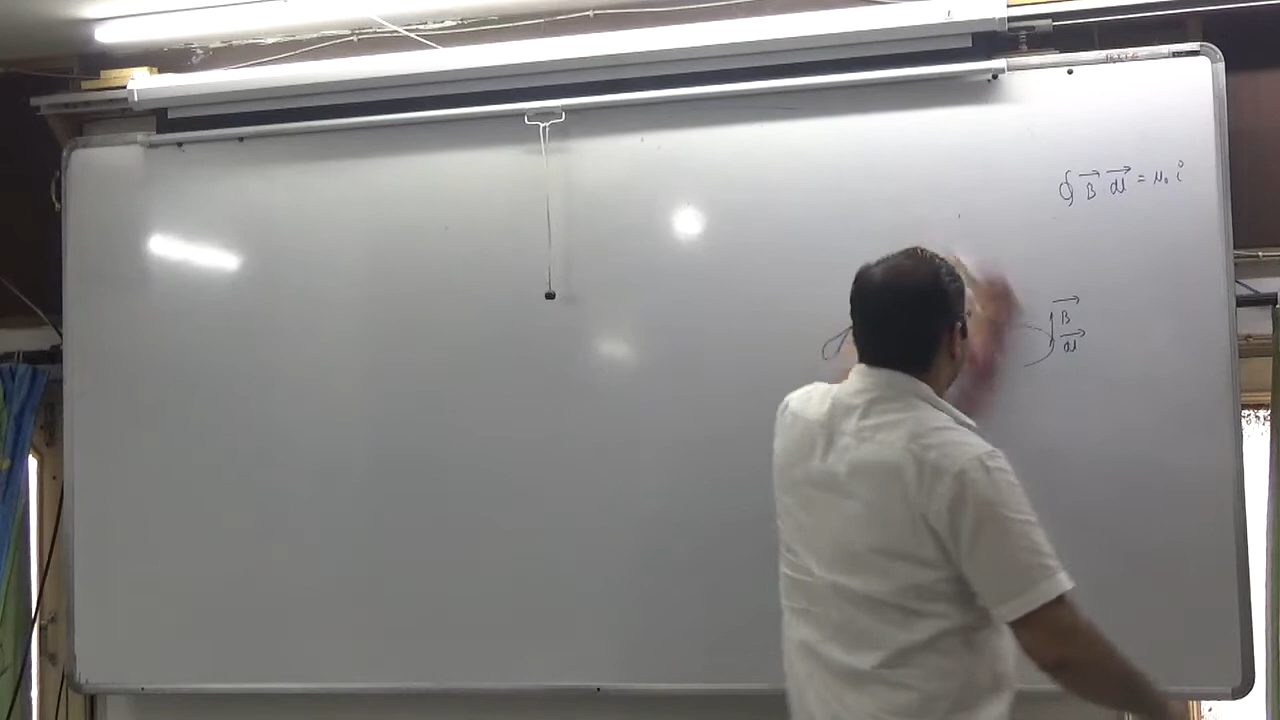 ∮ B⃗ dl⃗ = μ₀ i
B⃗
dl⃗